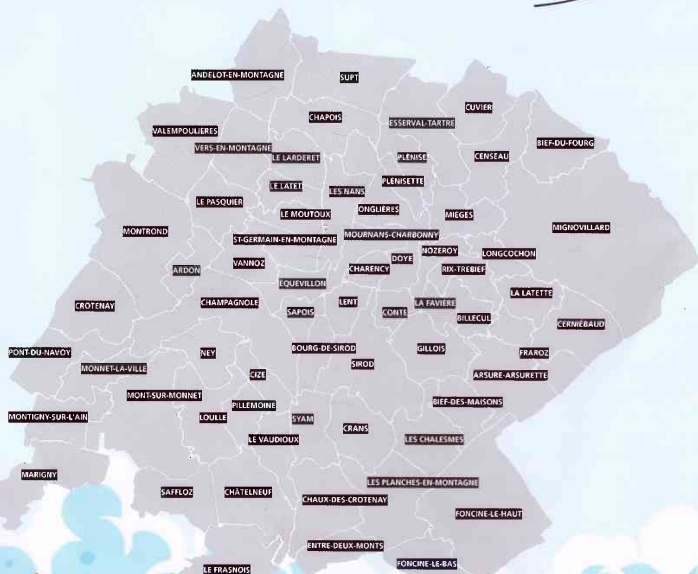 ANDELOT-EN-MONTAGNE
SUPT
CUVIER
CHAPOIS
ESSERVAL-TARTRE
VALEMPOULIERES
BIEF-DU-FOURG
VERS-EN-MONTAGNE
LE LARDERET
PLÉNISE
CENSEAU
PLÉNISETTE
LE LATET
LES NANS
LE PASQUIER
ONGLIÈRES
LE MOUTOUX
MIEGES
MIGNOVILLARD
MONTROND
MOURNANS-CHARBONNY
ST-GERMAIN-EN-MONTAGNE
NOZEROY
LONGCOCHON
DOYE
VANNOZ
ARDON
CHARENCY
RIX-TREBIEF
EQUEVILLON
LA LATETTE
CROTENAY
CHAMPAGNOLE
LENT
LA FAVIÈRE
SAPOIS
CONTE
BILLECUL
CERNIÉBAUD
PONT-DU-NAVOY
NEY
BOURG-DE-SIROD
GILLOIS
FRAROZ
MONNET-LA-VILLE
SIROD
CIZE
ARSURE-ARSURETTE
MONT-SUR-MONNET
PILLEMOINE
BIEF-DES-MAISONS
MONTIGNY-SUR-L'AIN
LOULLE
SYAM
CRANS
LE VAUDIOUX
LES CHALESMES
MARIGNY
LES PLANCHES-EN-MONTAGNE
SAFFLOZ
CHÂTELNEUF
CHAUX-DES-CROTENAY
FONCINE-LE-HAUT
ENTRE-DEUX-MONTS
FONCINE-LE-BAS
LE FRASNOIS